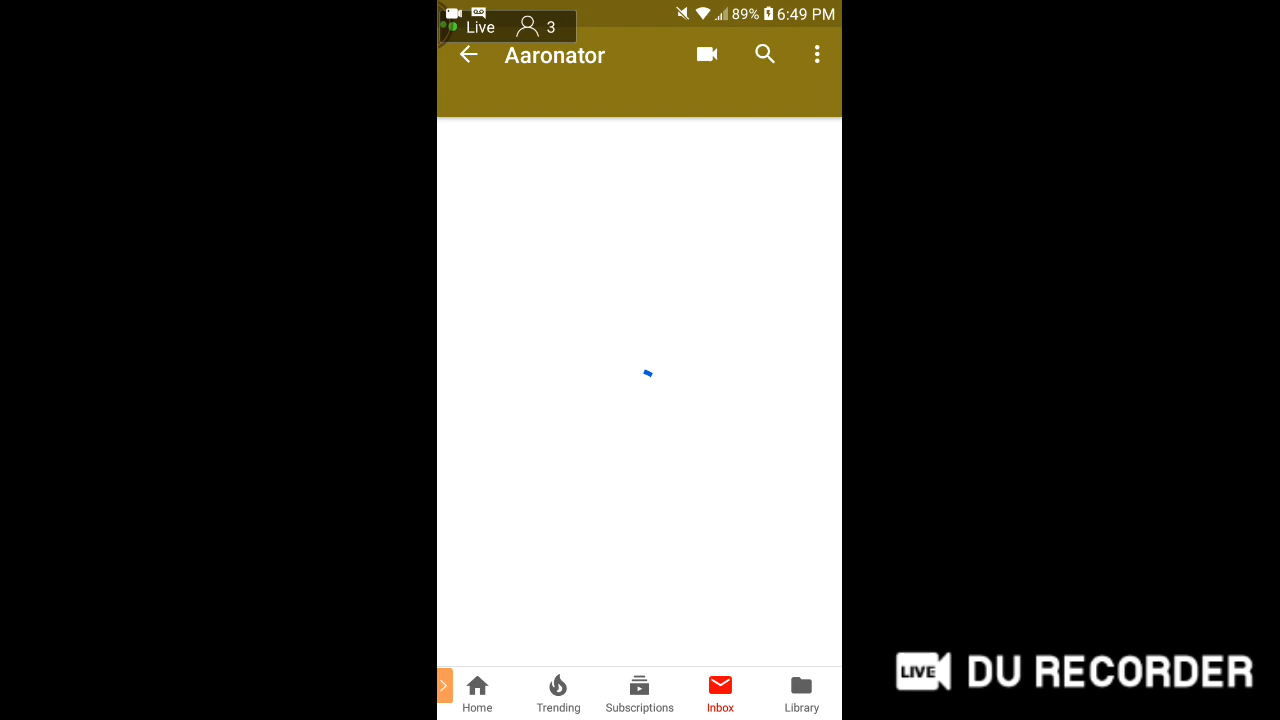 89% 6:49 PM
Live 3
Aaronator
Home Trending Subscriptions Inbox Library
LIVE DU RECORDER